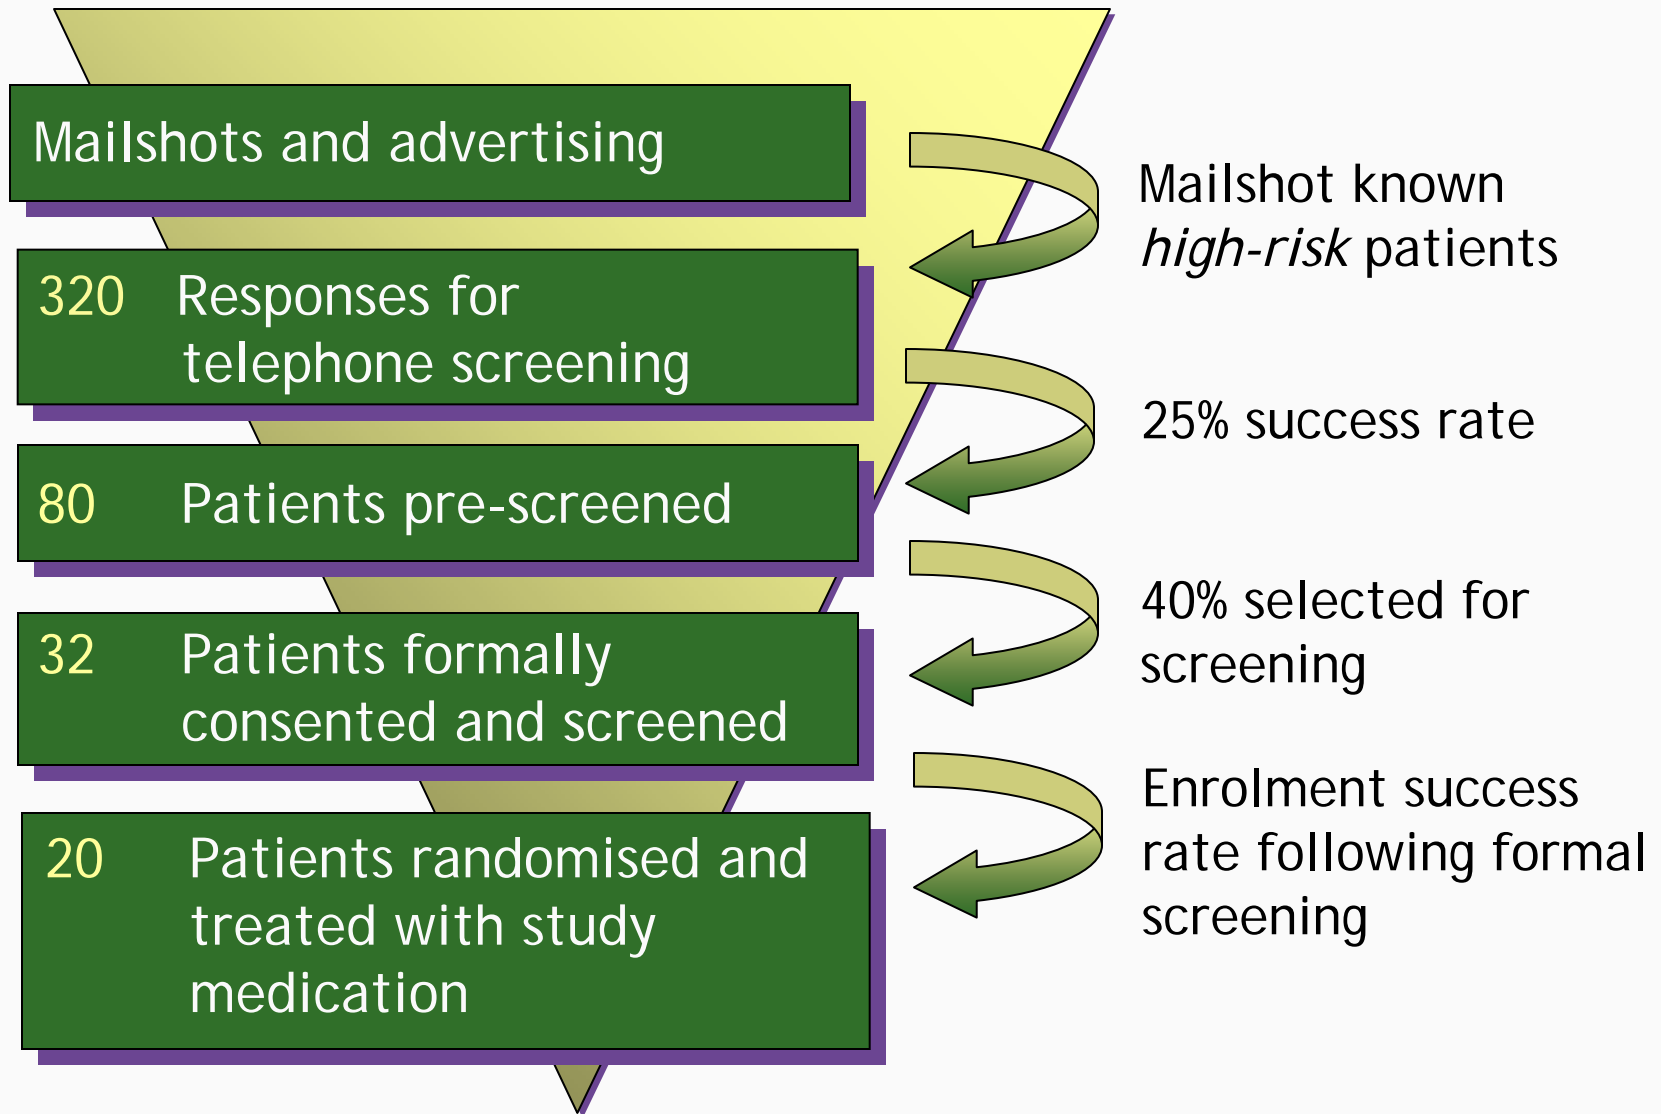 Mailshots and advertising
Mailshot known
high-risk patients
320 Responses for
telephone screening
25% success rate
80 Patients pre-screened
40% selected for
screening
32 Patients formally
consented and screened
Enrolment success
rate following formal
screening
20 Patients randomised and
treated with study
medication